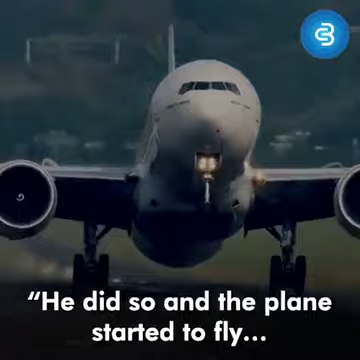 “He did so and the plane
started to fly...